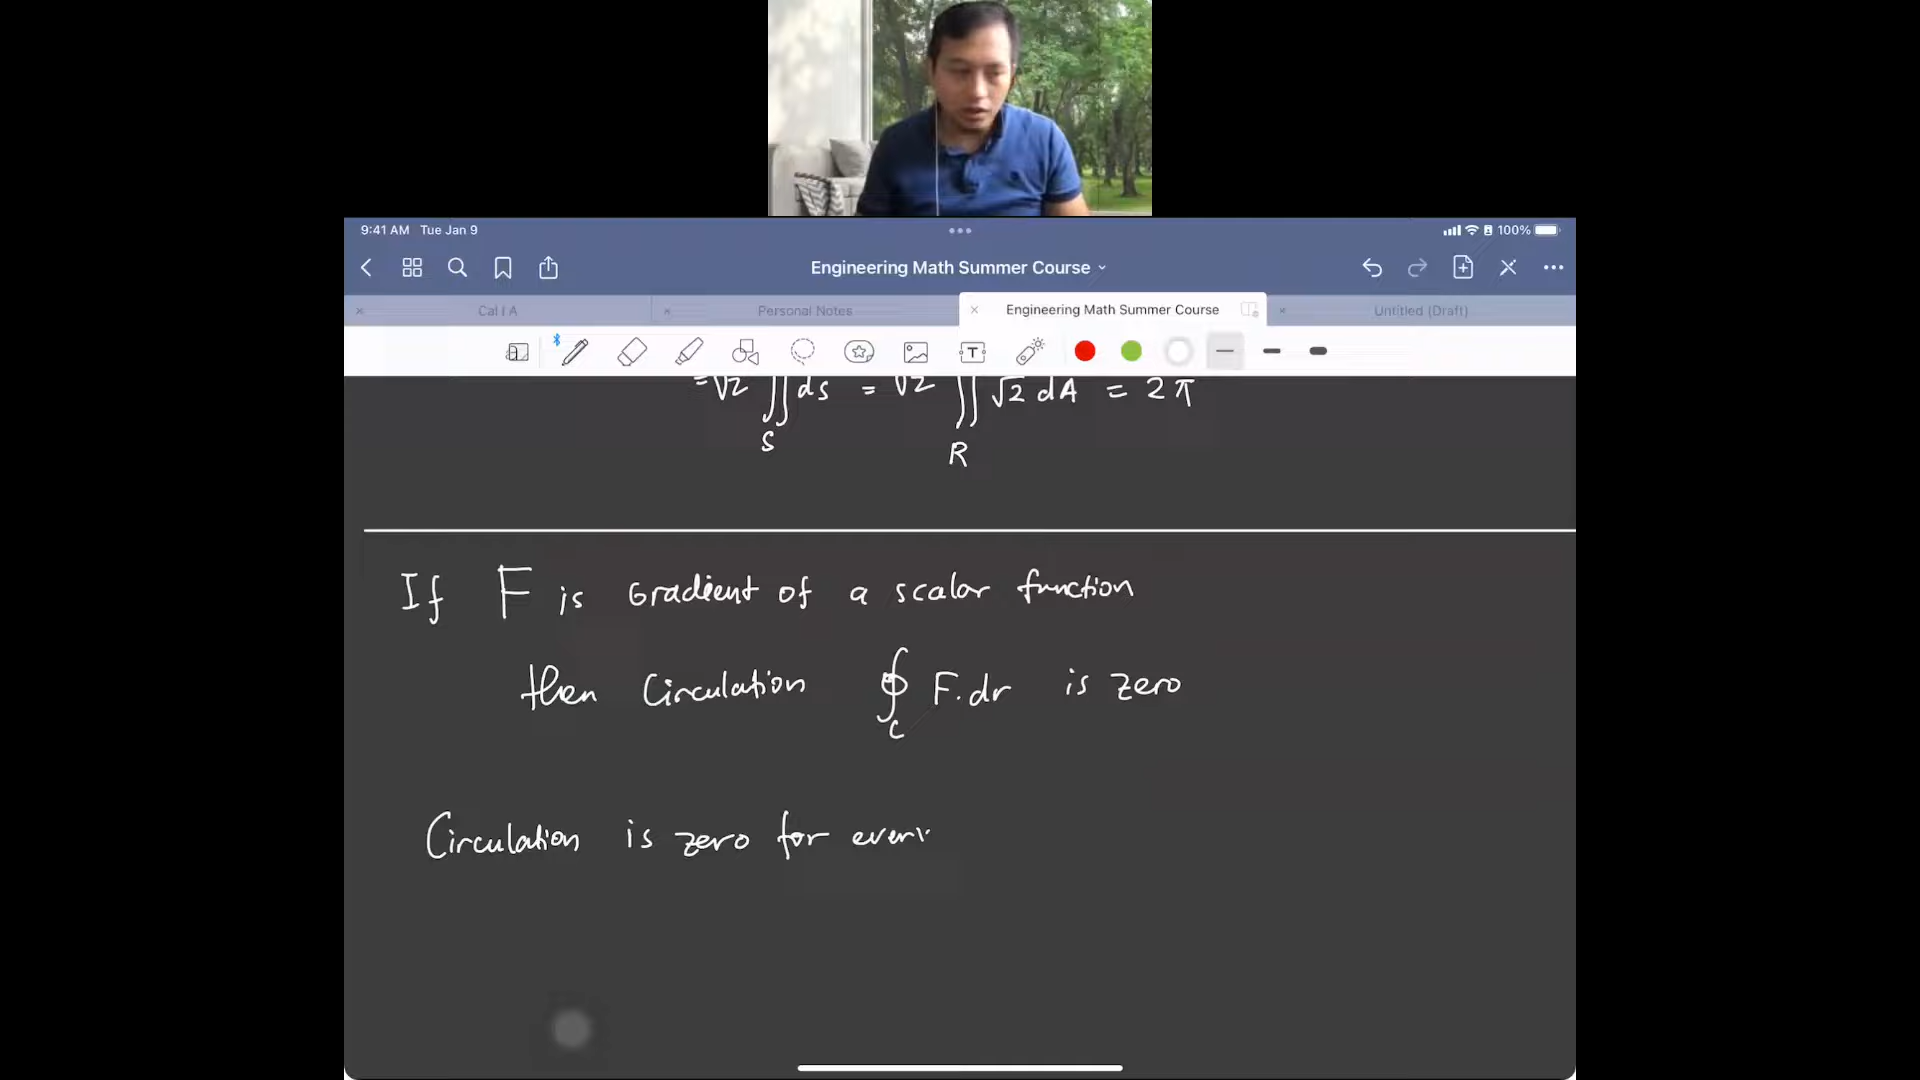 9:41 AM Tue Jan 9
100%
Engineering Math Summer Course
Cal I A
Personal Notes
Engineering Math Summer Course
Untitled (Draft)
T
= √2 ∬ ds = √2 ∬ √2 dA = 2π
S R
If F is Gradient of a scalar function
then Circulation ∮ F.dr is zero
C
Circulation is zero for every